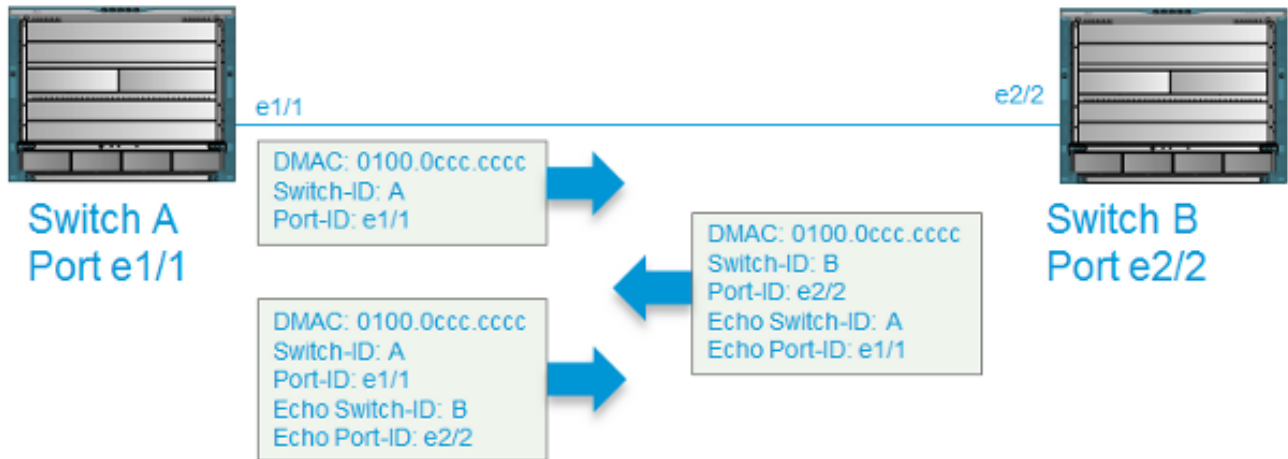 e1/1
e2/2
DMAC: 0100.0ccc.cccc
Switch-ID: A
Port-ID: e1/1
Switch A
Port e1/1
Switch B
Port e2/2
DMAC: 0100.0ccc.cccc
Switch-ID: B
Port-ID: e2/2
Echo Switch-ID: A
Echo Port-ID: e1/1
DMAC: 0100.0ccc.cccc
Switch-ID: A
Port-ID: e1/1
Echo Switch-ID: B
Echo Port-ID: e2/2